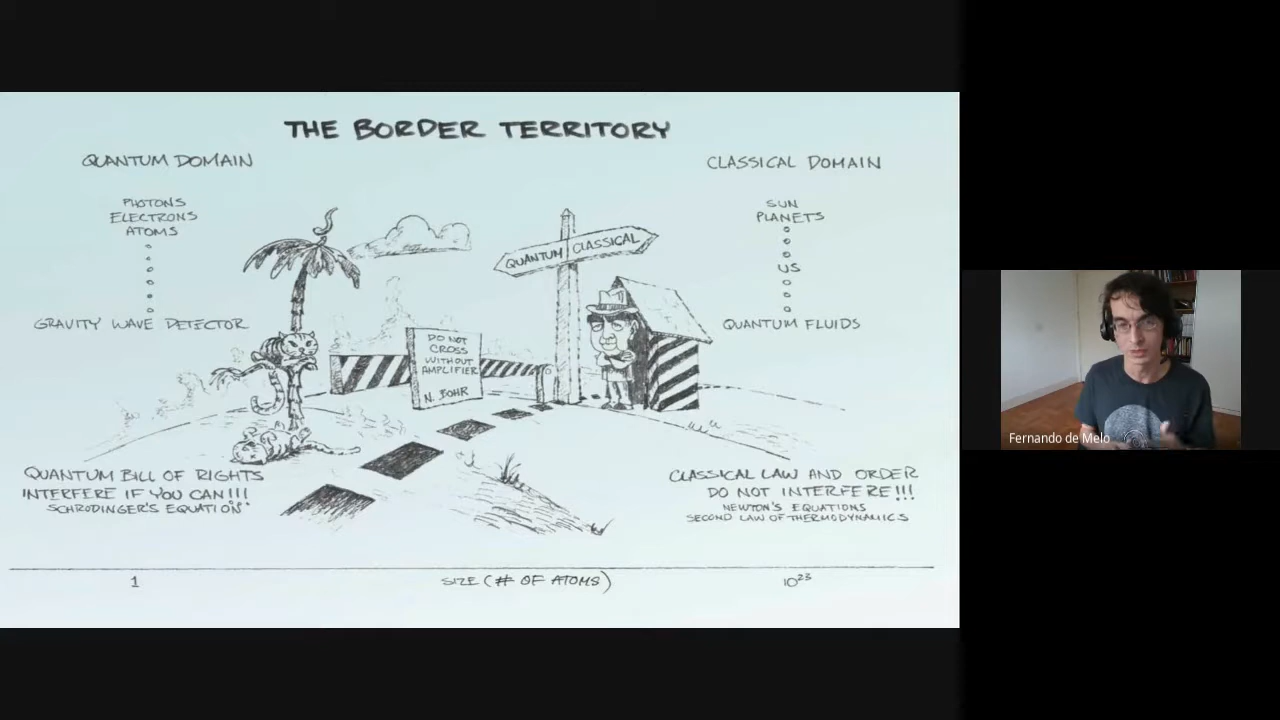 THE BORDER TERRITORY
QUANTUM DOMAIN
PHOTONS
ELECTRONS
ATOMS
GRAVITY WAVE DETECTOR
CLASSICAL DOMAIN
SUN
PLANETS
US
QUANTUM FLUIDS
QUANTUM CLASSICAL
DO NOT
CROSS
WITHOUT
AMPLIFIER
N. BOHR
QUANTUM BILL OF RIGHTS
INTERFERE IF YOU CAN!!!
SCHRODINGER'S EQUATION
CLASSICAL LAW AND ORDER
DO NOT INTERFERE!!!
NEWTON'S EQUATIONS
SECOND LAW OF THERMODYNAMICS
1
SIZE (# OF ATOMS)
10²³
Fernando de Melo